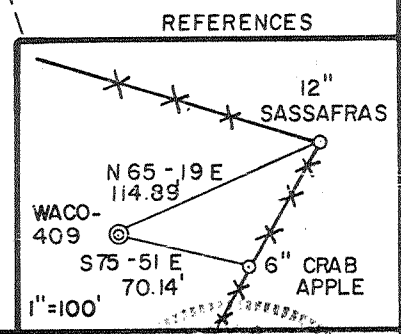 REFERENCES
12"
SASSAFRAS
N 65-19 E
114.89'
WACO-
409
S75-51 E
70.14'
6" CRAB
APPLE
1"=100'